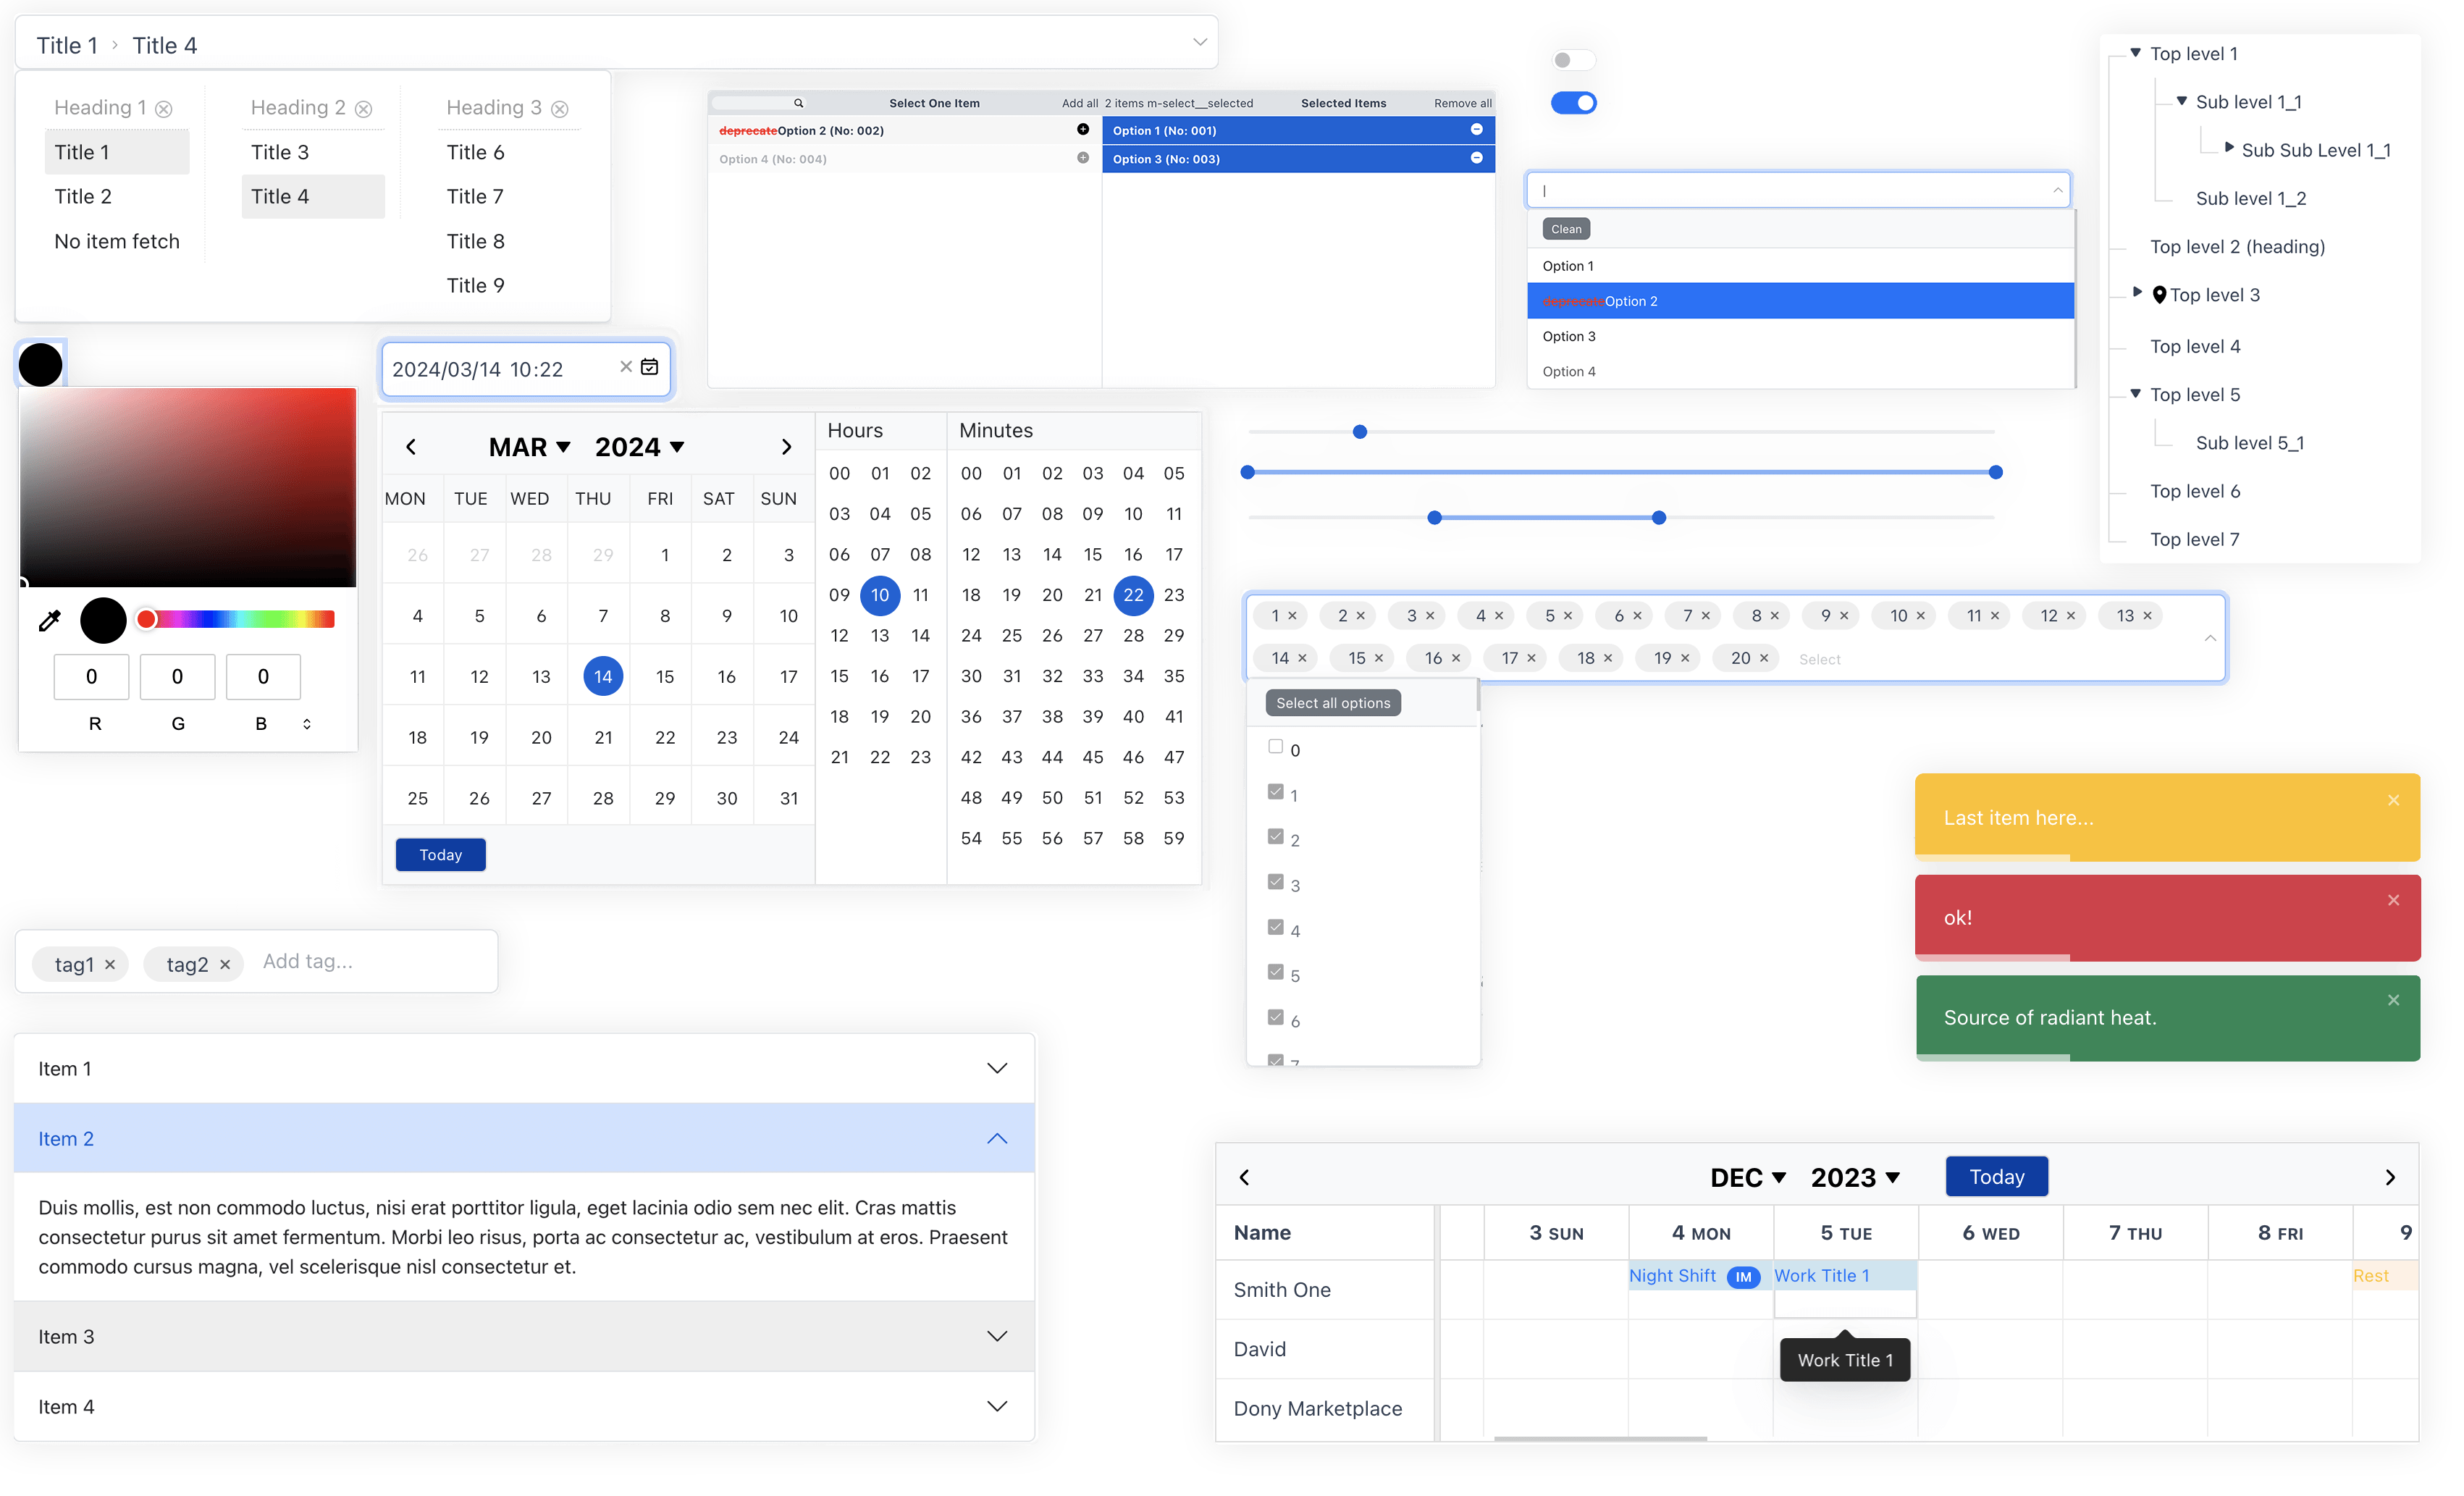 Title 1 › Title 4
Heading 1 Heading 2 Heading 3
Title 1 Title 3 Title 6
Title 2 Title 4 Title 7
No item fetch Title 8
Title 9
Select One Item Add all 2 items m-select__selected Selected Items Remove all
deprecateOption 2 (No: 002) Option 1 (No: 001)
Option 4 (No: 004) Option 3 (No: 003)
Clean
Option 1
deprecateOption 2
Option 3
Option 4
Top level 1
Sub level 1_1
Sub Sub Level 1_1
Sub level 1_2
Top level 2 (heading)
Top level 3
Top level 4
Top level 5
Sub level 5_1
Top level 6
Top level 7
0 0 0
R G B
2024/03/14 10:22
MAR 2024
MON TUE WED THU FRI SAT SUN
26 27 28 29 1 2 3
4 5 6 7 8 9 10
11 12 13 14 15 16 17
18 19 20 21 22 23 24
25 26 27 28 29 30 31
Today
Hours
00 01 02
03 04 05
06 07 08
09 10 11
12 13 14
15 16 17
18 19 20
21 22 23
Minutes
00 01 02 03 04 05
06 07 08 09 10 11
12 13 14 15 16 17
18 19 20 21 22 23
24 25 26 27 28 29
30 31 32 33 34 35
36 37 38 39 40 41
42 43 44 45 46 47
48 49 50 51 52 53
54 55 56 57 58 59
1 × 2 × 3 × 4 × 5 × 6 × 7 × 8 × 9 × 10 × 11 × 12 × 13 ×
14 × 15 × 16 × 17 × 18 × 19 × 20 × Select
Select all options
0
1
2
3
4
5
6
7
Last item here...
ok!
Source of radiant heat.
tag1 × tag2 × Add tag...
Item 1
Item 2
Duis mollis, est non commodo luctus, nisi erat porttitor ligula, eget lacinia odio sem nec elit. Cras mattis
consectetur purus sit amet fermentum. Morbi leo risus, porta ac consectetur ac, vestibulum at eros. Praesent
commodo cursus magna, vel scelerisque nisl consectetur et.
Item 3
Item 4
DEC 2023 Today
Name 3 SUN 4 MON 5 TUE 6 WED 7 THU 8 FRI 9
Smith One Night Shift IM Work Title 1 Rest
David
Work Title 1
Dony Marketplace